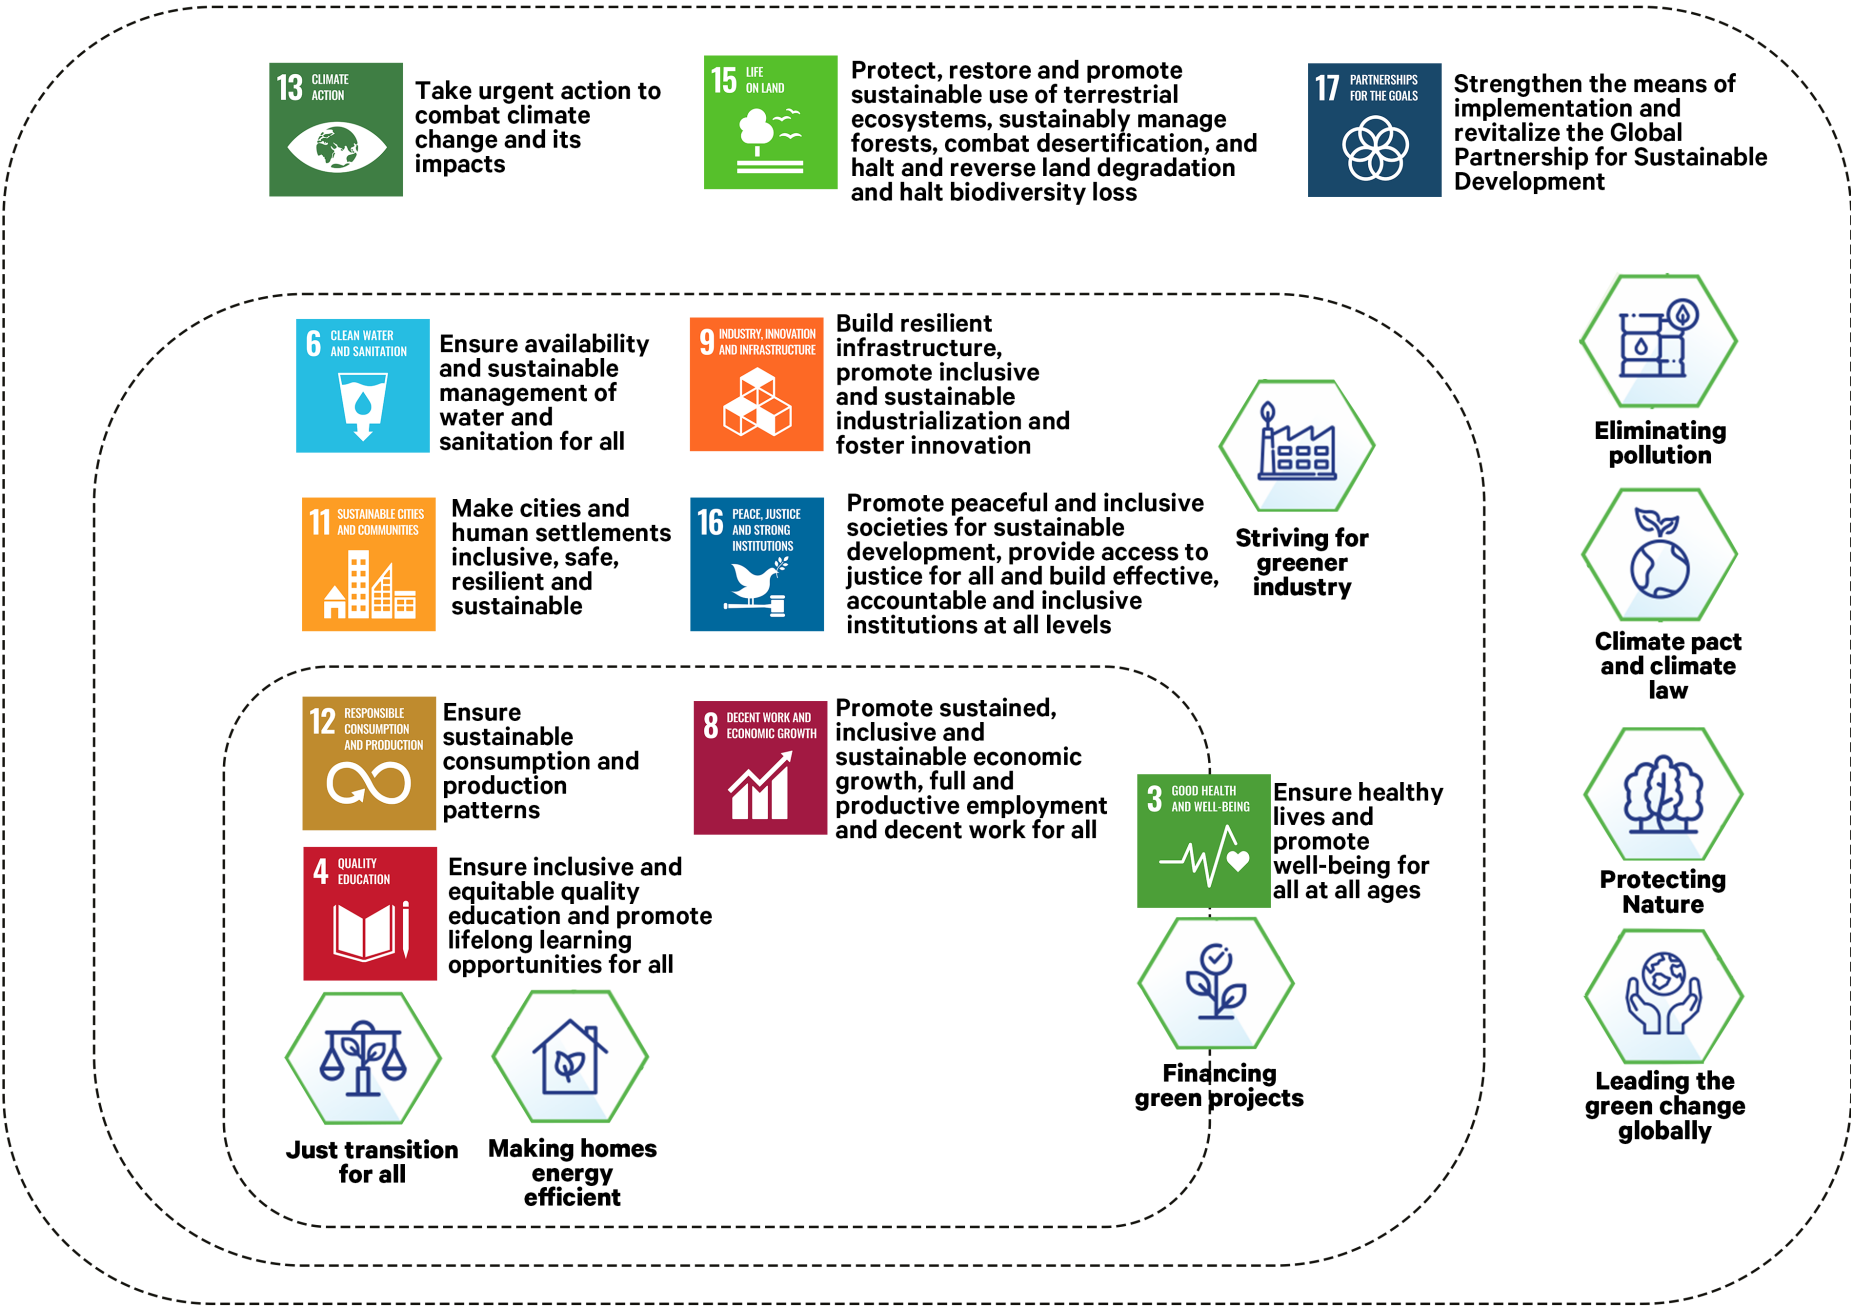 13 CLIMATE
ACTION
Take urgent action to
combat climate
change and its
impacts
15 LIFE
ON LAND
Protect, restore and promote
sustainable use of terrestrial
ecosystems, sustainably manage
forests, combat desertification, and
halt and reverse land degradation
and halt biodiversity loss
17 PARTNERSHIPS
FOR THE GOALS
Strengthen the means of
implementation and
revitalize the Global
Partnership for Sustainable
Development
6 CLEAN WATER
AND SANITATION
Ensure availability
and sustainable
management of
water and
sanitation for all
9 INDUSTRY, INNOVATION
AND INFRASTRUCTURE
Build resilient
infrastructure,
promote inclusive
and sustainable
industrialization and
foster innovation
11 SUSTAINABLE CITIES
AND COMMUNITIES
Make cities and
human settlements
inclusive, safe,
resilient and
sustainable
16 PEACE, JUSTICE
AND STRONG
INSTITUTIONS
Promote peaceful and inclusive
societies for sustainable
development, provide access to
justice for all and build effective,
accountable and inclusive
institutions at all levels
Striving for
greener
industry
Eliminating
pollution
Climate pact
and climate
law
Protecting
Nature
Leading the
green change
globally
12 RESPONSIBLE
CONSUMPTION
AND PRODUCTION
Ensure
sustainable
consumption and
production
patterns
8 DECENT WORK AND
ECONOMIC GROWTH
Promote sustained,
inclusive and
sustainable economic
growth, full and
productive employment
and decent work for all
3 GOOD HEALTH
AND WELL-BEING
Ensure healthy
lives and
promote
well-being for
all at all ages
4 QUALITY
EDUCATION
Ensure inclusive and
equitable quality
education and promote
lifelong learning
opportunities for all
Just transition
for all
Making homes
energy
efficient
Financing
green projects